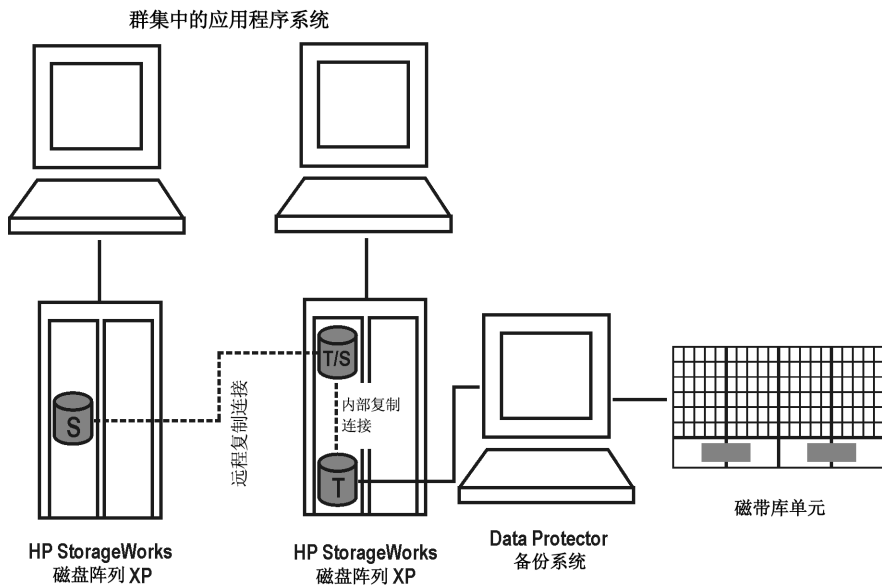 群集中的应用程序系统
T/S
S
远程复制连接
内部复制
连接
T
HP StorageWorks
磁盘阵列 XP
HP StorageWorks
磁盘阵列 XP
Data Protector
备份系统
磁带库单元